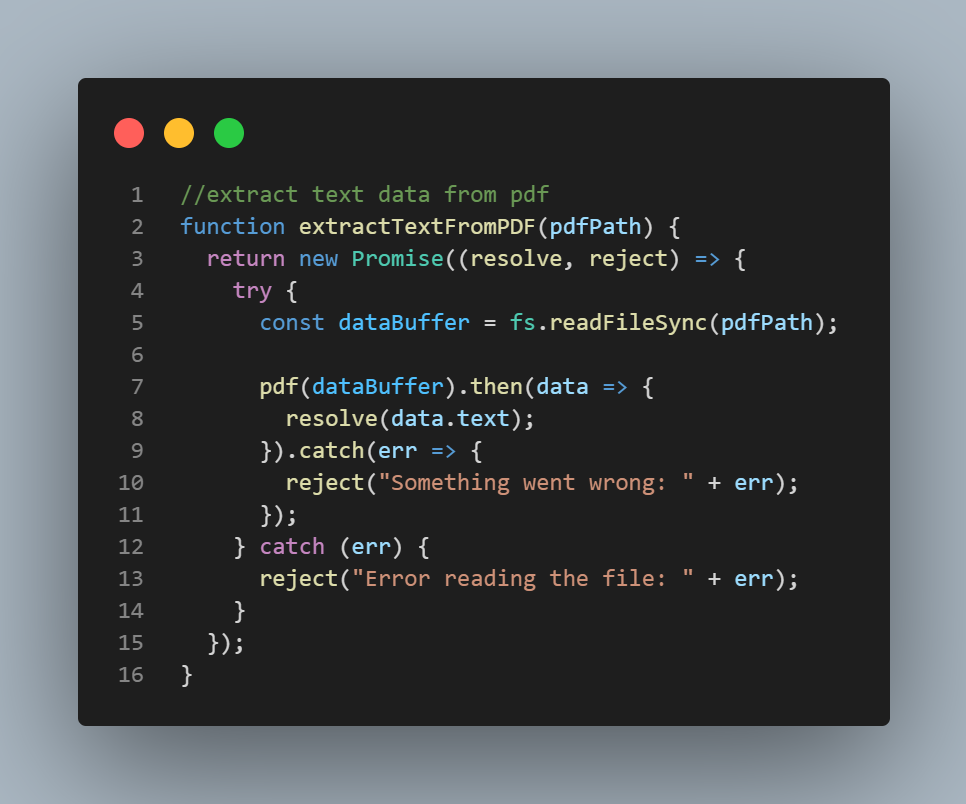 1 //extract text data from pdf
2 function extractTextFromPDF(pdfPath) {
3   return new Promise((resolve, reject) => {
4     try {
5       const dataBuffer = fs.readFileSync(pdfPath);
6
7       pdf(dataBuffer).then(data => {
8         resolve(data.text);
9       }).catch(err => {
10         reject("Something went wrong: " + err);
11       });
12     } catch (err) {
13       reject("Error reading the file: " + err);
14     }
15   });
16 }